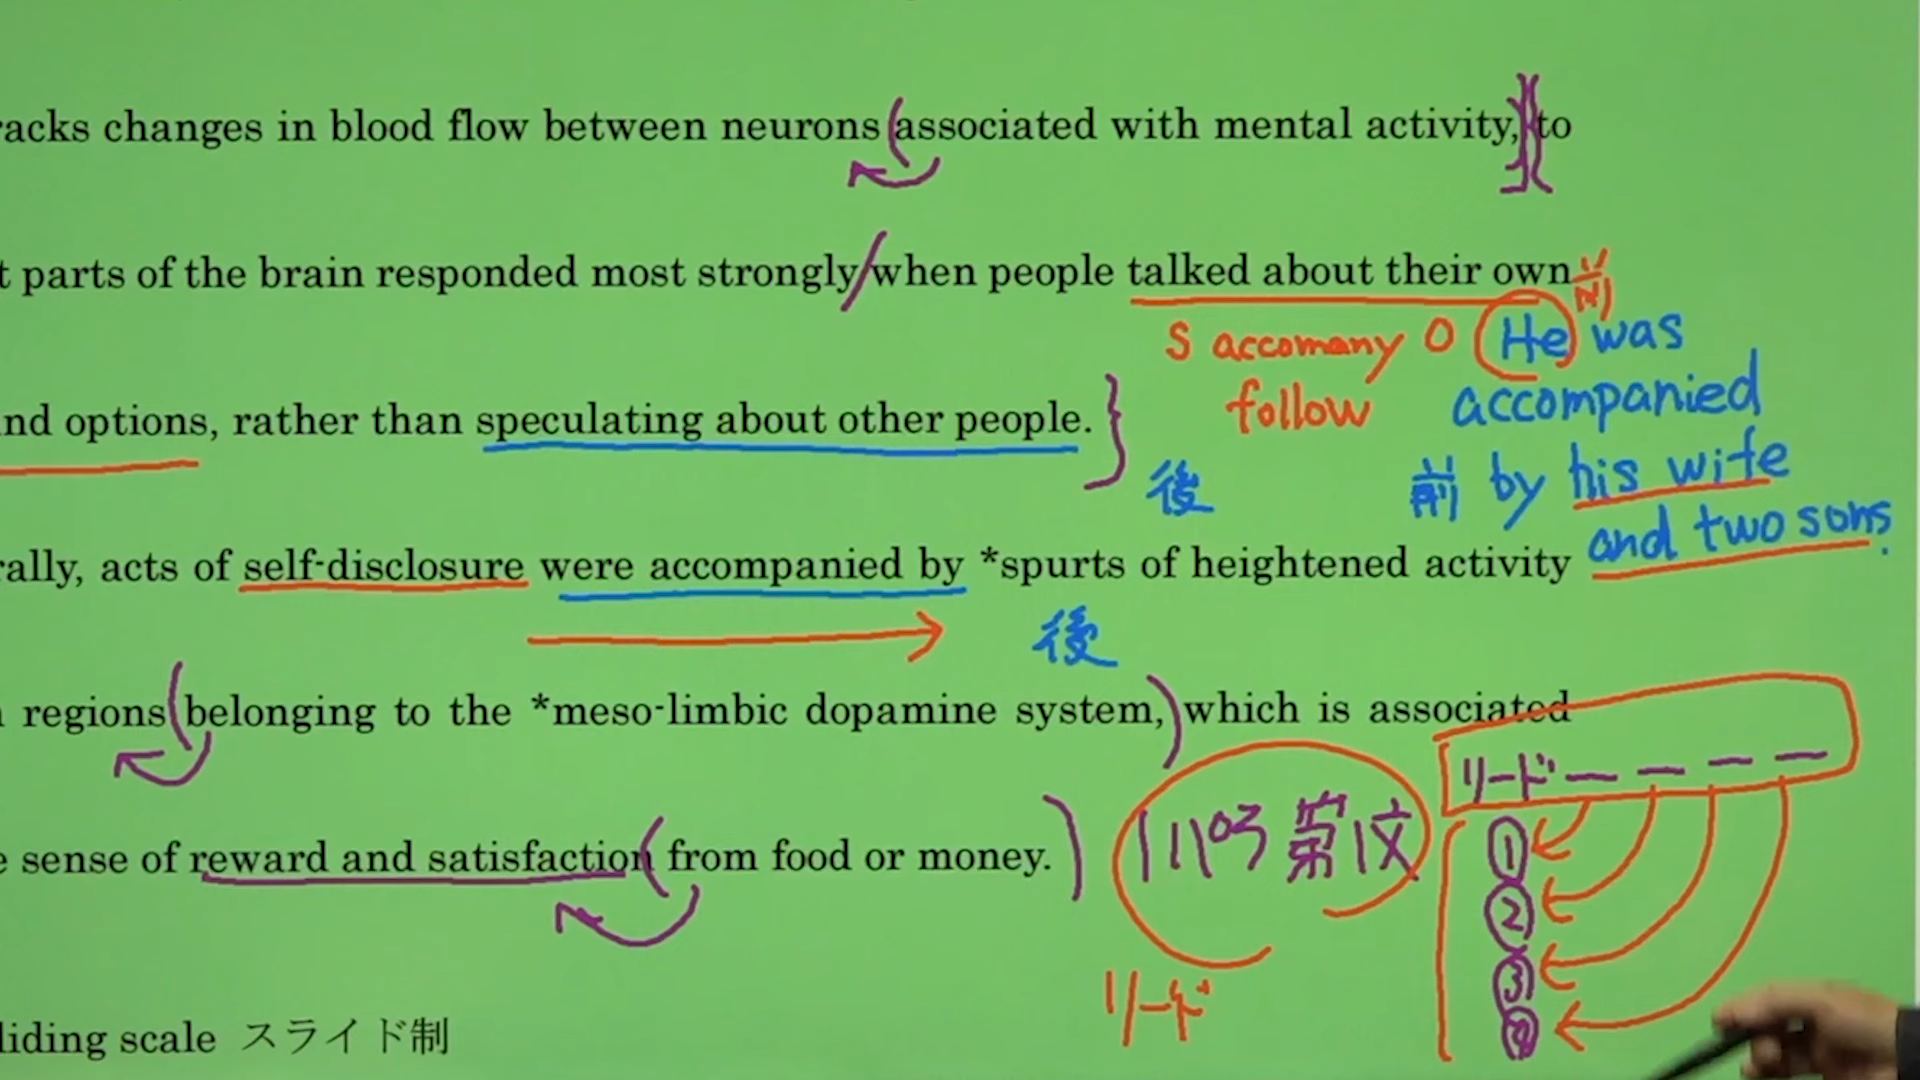 racks changes in blood flow between neurons associated with mental activity, to
t parts of the brain responded most strongly when people talked about their own
前
S accomany O He was
follow accompanied
nd options, rather than speculating about other people.
後 前 by his wife
and two sons.
rally, acts of self-disclosure were accompanied by *spurts of heightened activity
後
regions belonging to the *meso-limbic dopamine system, which is associated
リード
e sense of reward and satisfaction from food or money.
第1文
①
②
③
④
リード
liding scale スライド制